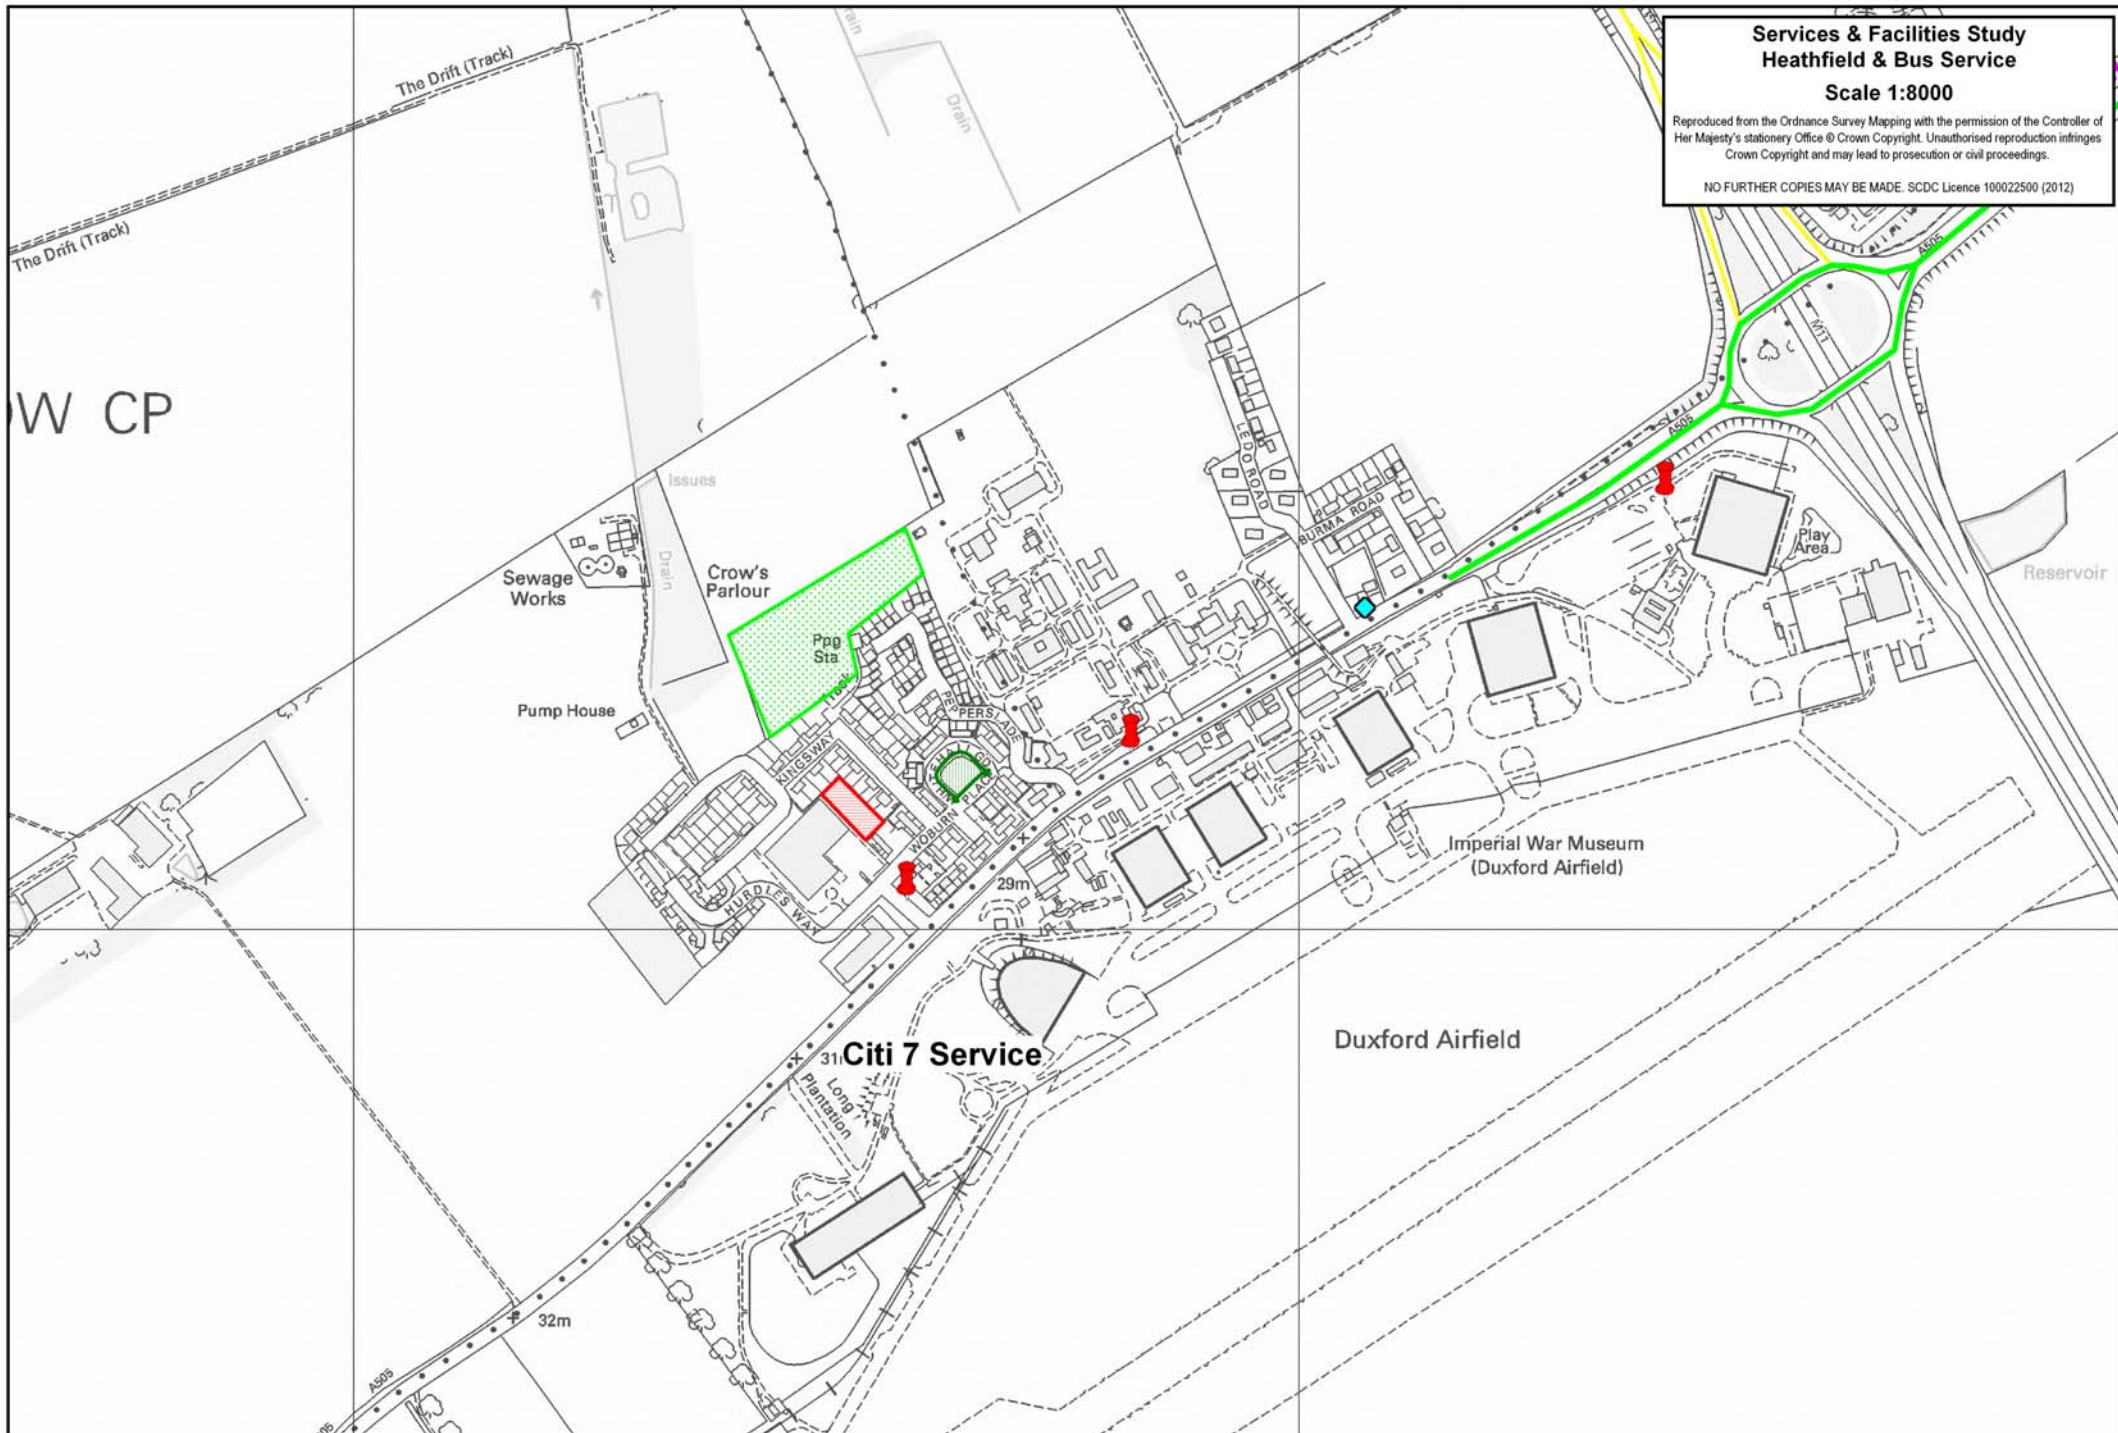 Services & Facilities Study
Heathfield & Bus Service
Scale 1:8000
Reproduced from the Ordnance Survey Mapping with the permission of the Controller of
Her Majesty's stationery Office © Crown Copyright. Unauthorised reproduction infringes
Crown Copyright and may lead to prosecution or civil proceedings.
NO FURTHER COPIES MAY BE MADE. SCDC Licence 100022500 (2012)
The Drift (Track)
Drain
The Drift (Track)
A505
M11
W CP
A505
LEDO ROAD
BURMA ROAD
Issues
Drain
Sewage
Works
Crow's
Parlour
Play
Area
Reservoir
Ppg
Sta
Track
Pump House
PEPPERSLADE
KINGSWAY
WHITEHALL GDNS
PLACE
WOBURN
HURDLES WAY
29m
Imperial War Museum
(Duxford Airfield)
Duxford Airfield
31m
Citi 7 Service
Long
Plantation
32m
A505